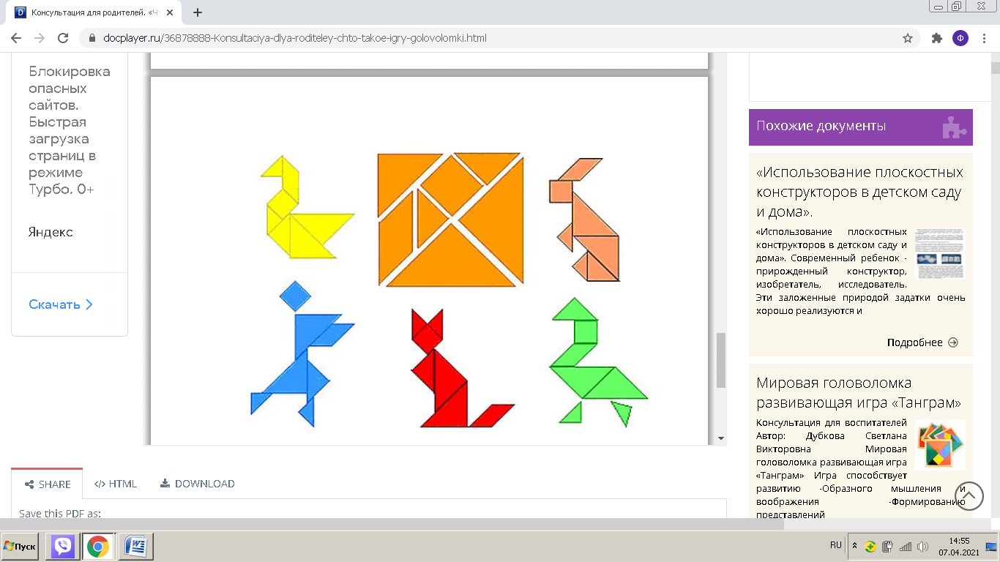 Консультация для родителей. «Чт
docplayer.ru/36878888-Konsultaciya-dlya-roditeley-chto-takoe-igry-golovolomki.html
Ф
Блокировка
опасных
сайтов.
Быстрая
загрузка
страниц в
режиме
Турбо. 0+
Яндекс
Скачать
Похожие документы
«Использование плоскостных
конструкторов в детском саду
и дома».
«Использование плоскостных
конструкторов в детском саду и
дома». Современный ребенок -
прирожденный конструктор,
изобретатель, исследователь.
Эти заложенные природой задатки очень
хорошо реализуются и
Подробнее
Мировая головоломка
развивающая игра «Танграм»
Консультация для воспитателей
Автор: Дубкова Светлана
Викторовна Мировая
головоломка развивающая игра
«Танграм» Игра способствует
развитию -Образного мышления и
воображения -Формированию
представлений
SHARE
HTML
DOWNLOAD
Save this PDF as:
Пуск
RU
14:55
07.04.2021